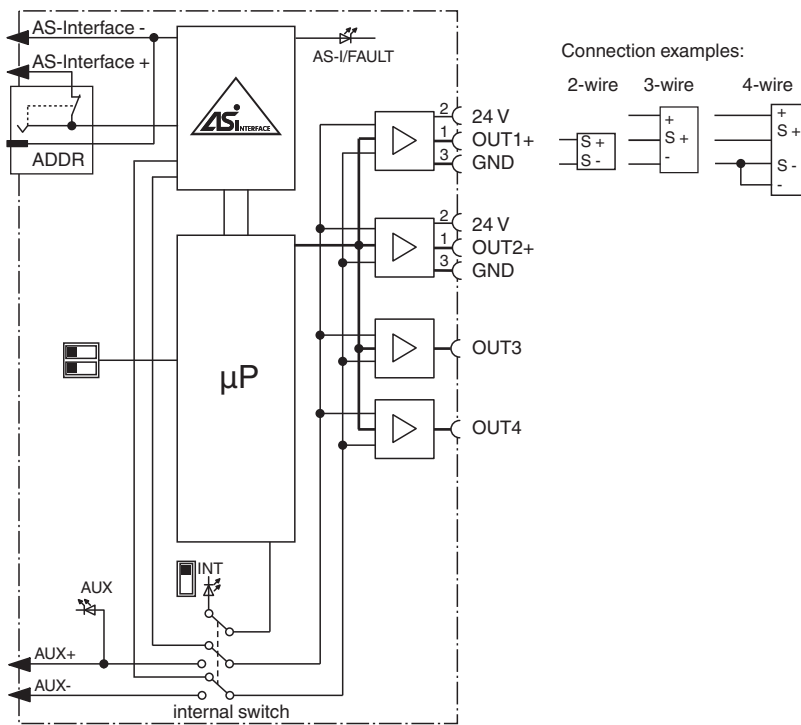 AS-Interface -
AS-Interface +
ADDR
ASi
INTERFACE
AS-I/FAULT
2
24 V
1
OUT1+
3
GND
2
24 V
1
OUT2+
3
GND
OUT3
OUT4
µP
INT
AUX
AUX+
AUX-
internal switch
Connection examples:
2-wire
3-wire
4-wire
S +
S -
+
S +
-
+
S +
S -
-